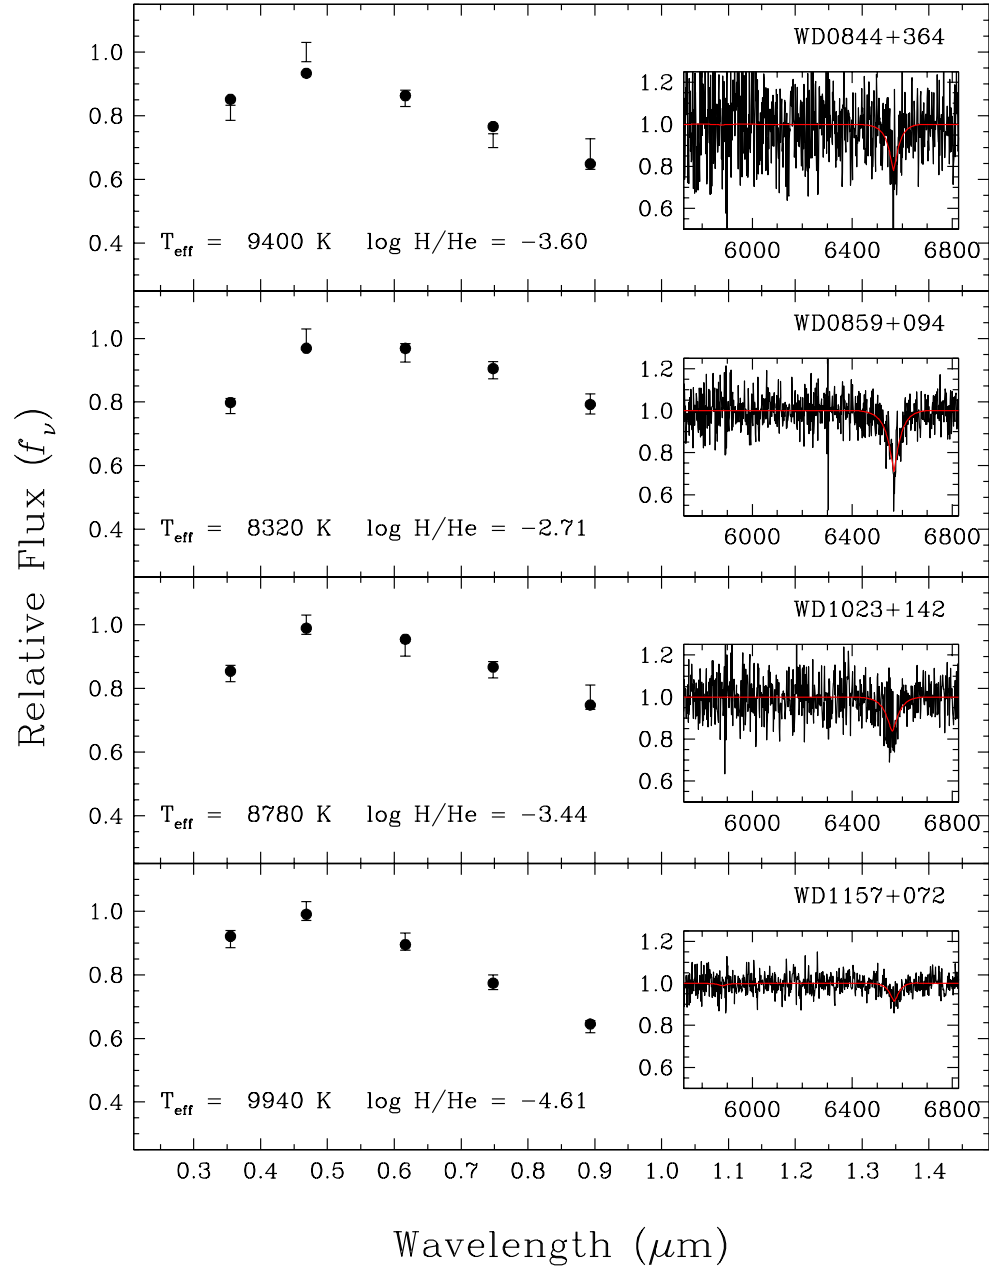 WD0844+364
1.0
0.8
0.6
0.4
1.2
1.0
0.8
0.6
6000 6400 6800
T_eff = 9400 K log H/He = −3.60
WD0859+094
1.0
0.8
0.6
0.4
1.2
1.0
0.8
0.6
6000 6400 6800
T_eff = 8320 K log H/He = −2.71
WD1023+142
1.0
0.8
0.6
0.4
1.2
1.0
0.8
0.6
6000 6400 6800
T_eff = 8780 K log H/He = −3.44
WD1157+072
1.0
0.8
0.6
0.4
1.2
1.0
0.8
0.6
6000 6400 6800
T_eff = 9940 K log H/He = −4.61
0.3 0.4 0.5 0.6 0.7 0.8 0.9 1.0 1.1 1.2 1.3 1.4
Wavelength (μm)
Relative Flux (f_ν)